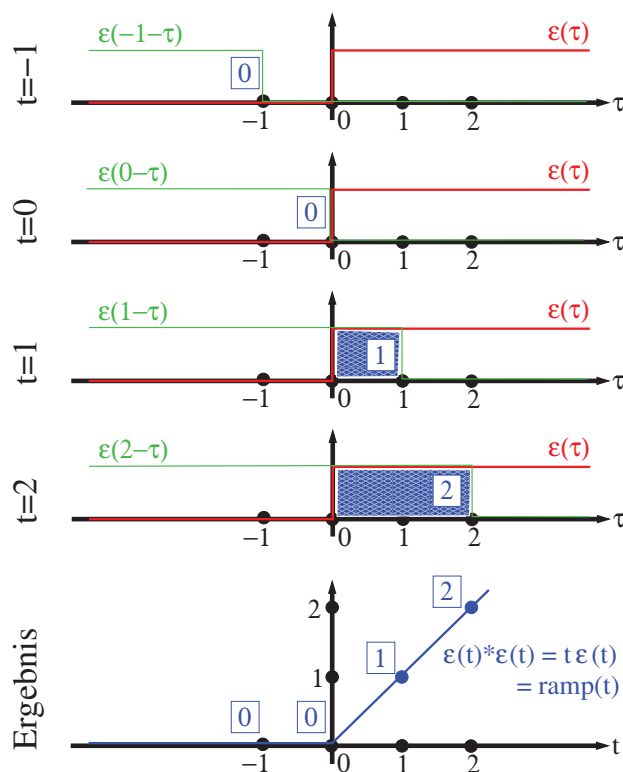 t=−1
ε(−1−τ)
ε(τ)
0
−1 0 1 2 τ
t=0
ε(0−τ)
ε(τ)
0
−1 0 1 2 τ
t=1
ε(1−τ)
ε(τ)
1
−1 0 1 2 τ
t=2
ε(2−τ)
ε(τ)
2
−1 0 1 2 τ
Ergebnis
2
2
1
1
ε(t)*ε(t) = t ε(t)
= ramp(t)
0 0
−1 0 1 2 t